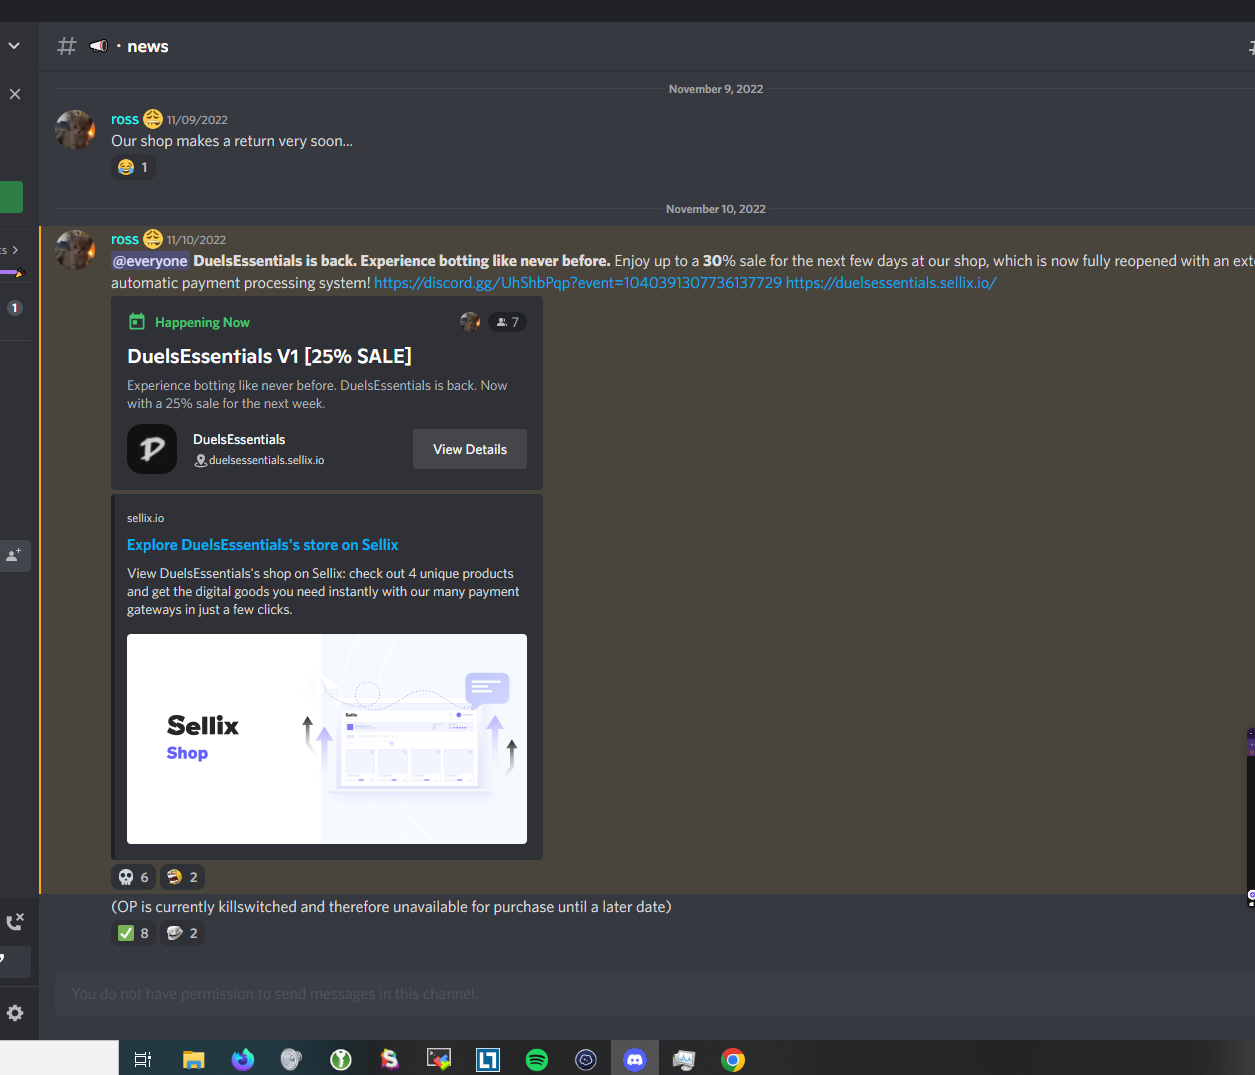 · news
November 9, 2022
ross 11/09/2022
Our shop makes a return very soon...
1
November 10, 2022
ross 11/10/2022
@everyone DuelsEssentials is back. Experience botting like never before. Enjoy up to a 30% sale for the next few days at our shop, which is now fully reopened with an
automatic payment processing system! https://discord.gg/UhShbPqp?event=1040391307736137729 https://duelsessentials.sellix.io/
1
Happening Now
7
DuelsEssentials V1 [25% SALE]
Experience botting like never before. DuelsEssentials is back. Now
with a 25% sale for the next week.
DuelsEssentials
duelsessentials.sellix.io
View Details
sellix.io
Explore DuelsEssentials's store on Sellix
View DuelsEssentials's shop on Sellix: check out 4 unique products
and get the digital goods you need instantly with our many payment
gateways in just a few clicks.
Sellix
Shop
Sellix
6 2
(OP is currently killswitched and therefore unavailable for purchase until a later date)
8 2
You do not have permission to send messages in this channel.